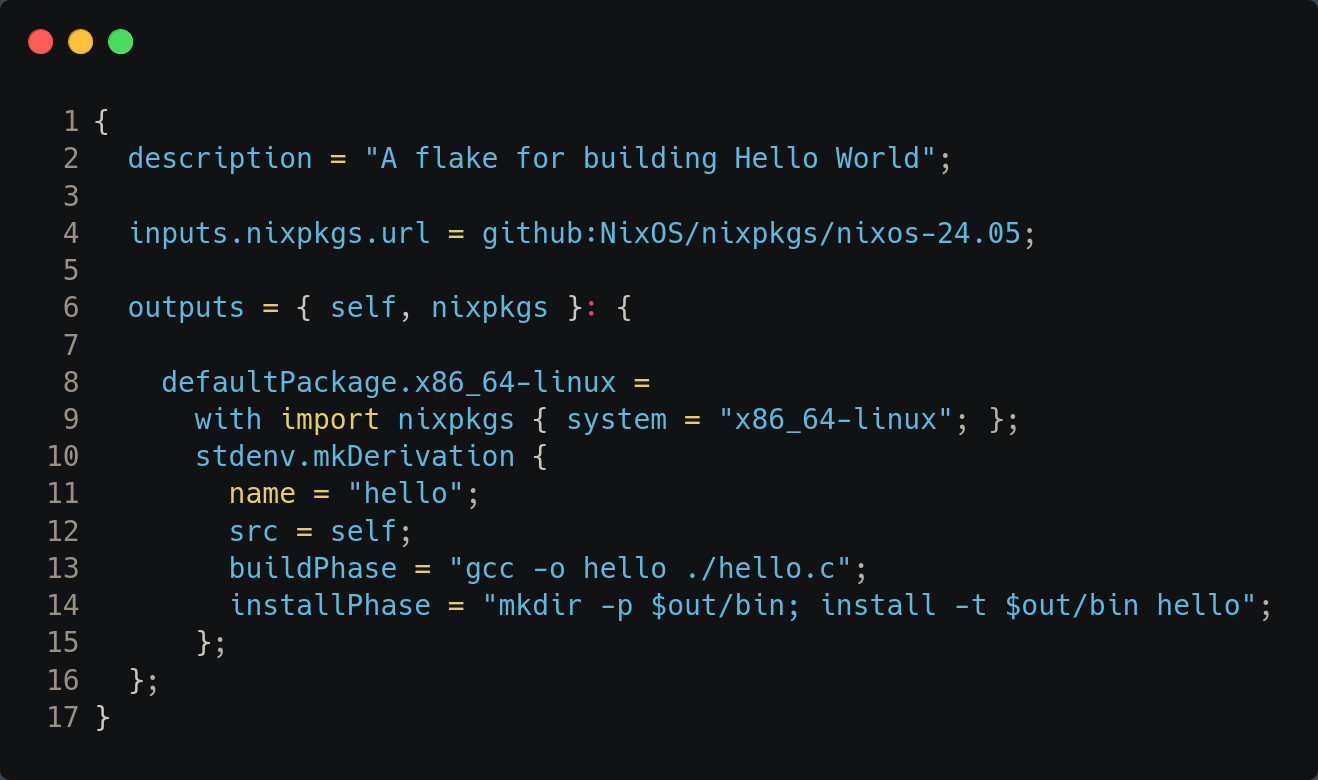 1 {
2   description = "A flake for building Hello World";
3
4   inputs.nixpkgs.url = github:NixOS/nixpkgs/nixos-24.05;
5
6   outputs = { self, nixpkgs }: {
7
8     defaultPackage.x86_64-linux =
9       with import nixpkgs { system = "x86_64-linux"; };
10       stdenv.mkDerivation {
11         name = "hello";
12         src = self;
13         buildPhase = "gcc -o hello ./hello.c";
14         installPhase = "mkdir -p $out/bin; install -t $out/bin hello";
15       };
16   };
17 }